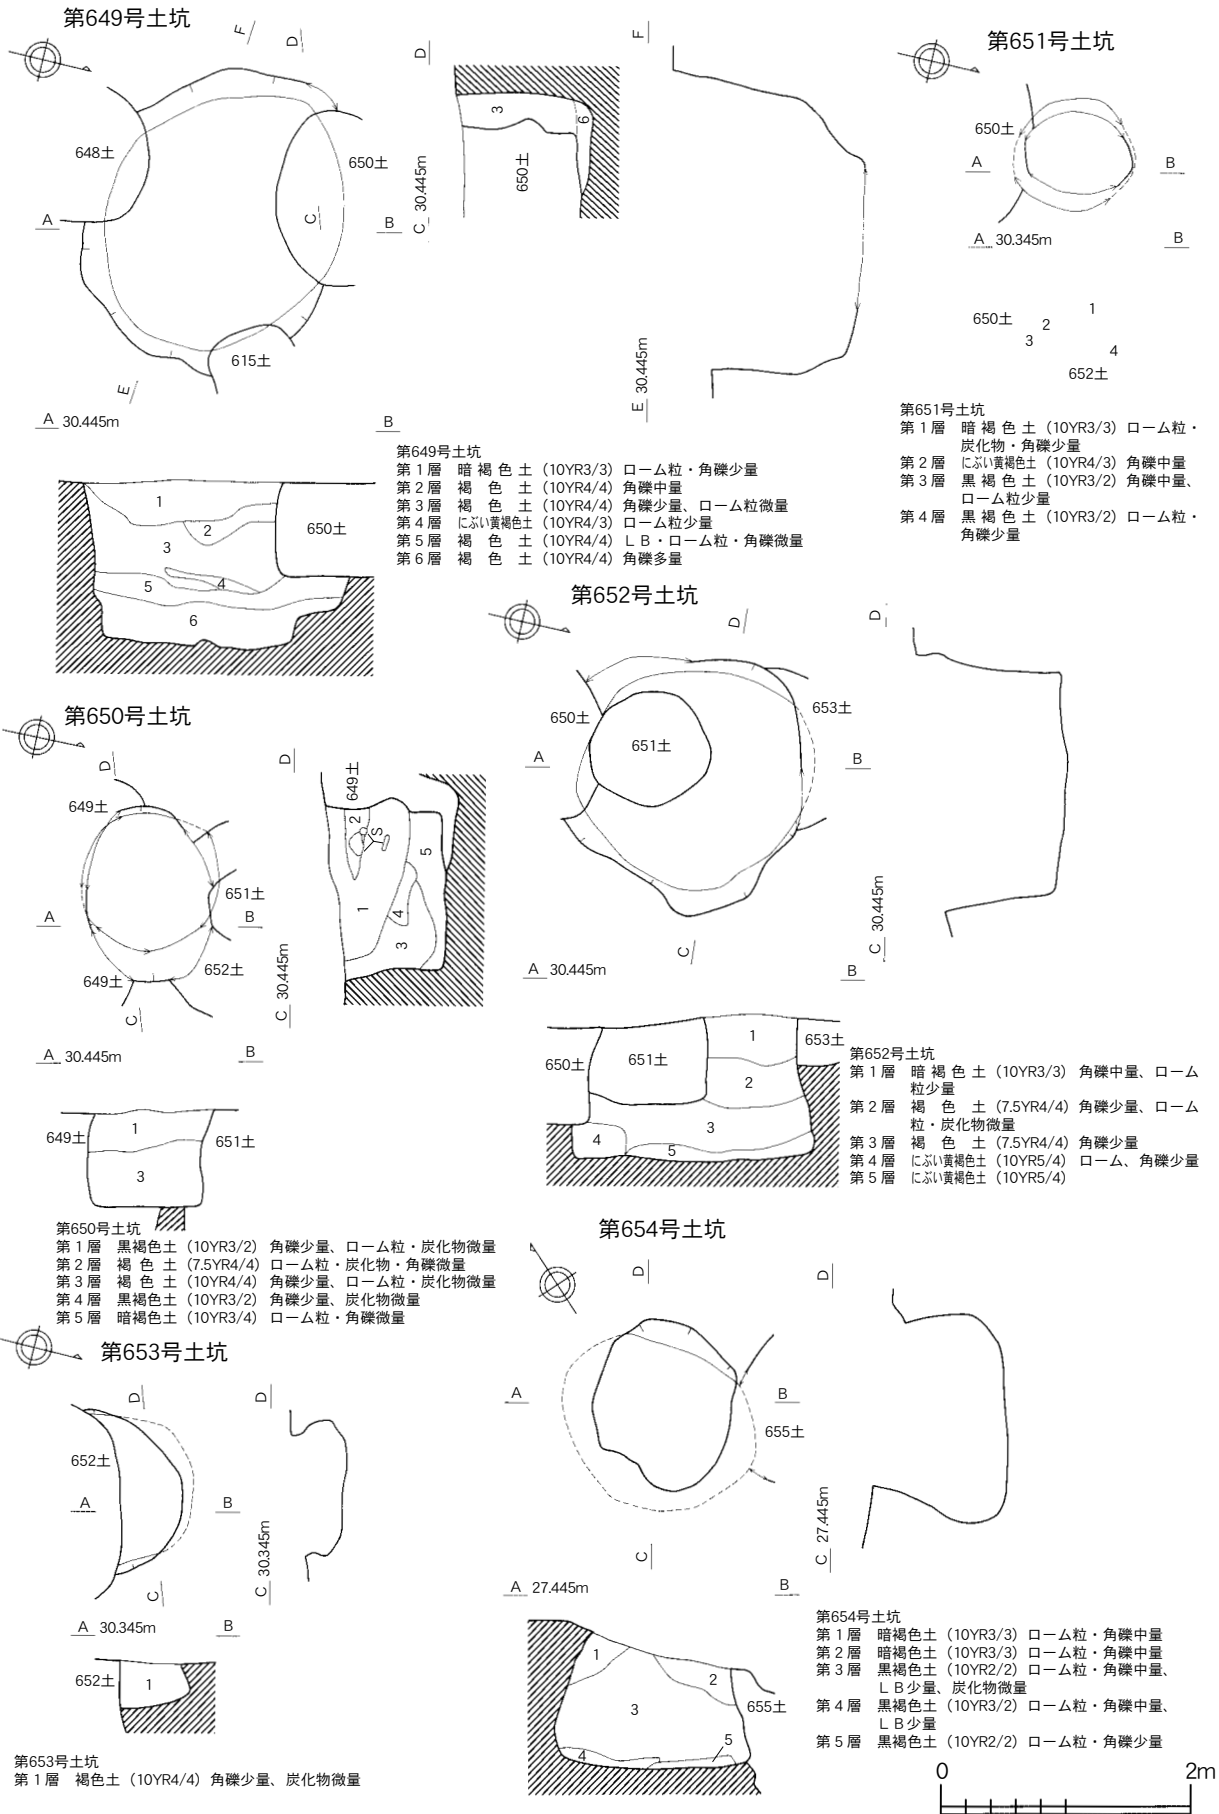 第649号土坑
F
D
648土
650土
C
A
B
615土
E
A 30.445m
B
1
2
3
4
5
6
650土
D
3
6
650土
C 30.445m
F
E 30.445m
第649号土坑
第１層 暗褐色土（10YR3/3）ローム粒・角礫少量
第２層 褐色土（10YR4/4）角礫中量
第３層 褐色土（10YR4/4）角礫少量、ローム粒微量
第４層 にぶい黄褐色土（10YR4/3）ローム粒少量
第５層 褐色土（10YR4/4）ＬＢ・ローム粒・角礫微量
第６層 褐色土（10YR4/4）角礫多量
第651号土坑
650土
A
B
A 30.345m
B
650土
1
2
3
4
652土
第651号土坑
第１層 暗褐色土（10YR3/3）ローム粒・
炭化物・角礫少量
第２層 にぶい黄褐色土（10YR4/3）角礫中量
第３層 黒褐色土（10YR3/2）角礫中量、
ローム粒少量
第４層 黒褐色土（10YR3/2）ローム粒・
角礫少量
第650号土坑
D
649土
651土
A
B
649土
652土
C
A 30.445m
B
649土
1
651土
3
D
649土
2
S
5
1
4
3
C 30.445m
第650号土坑
第１層 黒褐色土（10YR3/2）角礫少量、ローム粒・炭化物微量
第２層 褐色土（7.5YR4/4）ローム粒・炭化物・角礫微量
第３層 褐色土（10YR4/4）角礫少量、ローム粒・炭化物微量
第４層 黒褐色土（10YR3/2）角礫少量、炭化物微量
第５層 暗褐色土（10YR3/4）ローム粒・角礫微量
第652号土坑
D
650土
653土
651土
A
B
C
D
C 30.445m
A 30.445m
B
650土
651土
1
653土
2
3
4
5
第652号土坑
第１層 暗褐色土（10YR3/3）角礫中量、ローム
粒少量
第２層 褐色土（7.5YR4/4）角礫少量、ローム
粒・炭化物微量
第３層 褐色土（7.5YR4/4）角礫少量
第４層 にぶい黄褐色土（10YR5/4）ローム、角礫少量
第５層 にぶい黄褐色土（10YR5/4）
第653号土坑
D
652土
A
B
C
D
C 30.345m
A 30.345m
B
652土
1
第653号土坑
第１層 褐色土（10YR4/4）角礫少量、炭化物微量
第654号土坑
D
A
B
655土
C
D
C 27.445m
A 27.445m
B
1
2
3
655土
4
5
第654号土坑
第１層 暗褐色土（10YR3/3）ローム粒・角礫中量
第２層 暗褐色土（10YR3/3）ローム粒・角礫中量
第３層 黒褐色土（10YR2/2）ローム粒・角礫中量、
ＬＢ少量、炭化物微量
第４層 黒褐色土（10YR3/2）ローム粒・角礫中量、
ＬＢ少量
第５層 黒褐色土（10YR2/2）ローム粒・角礫少量
0 2m